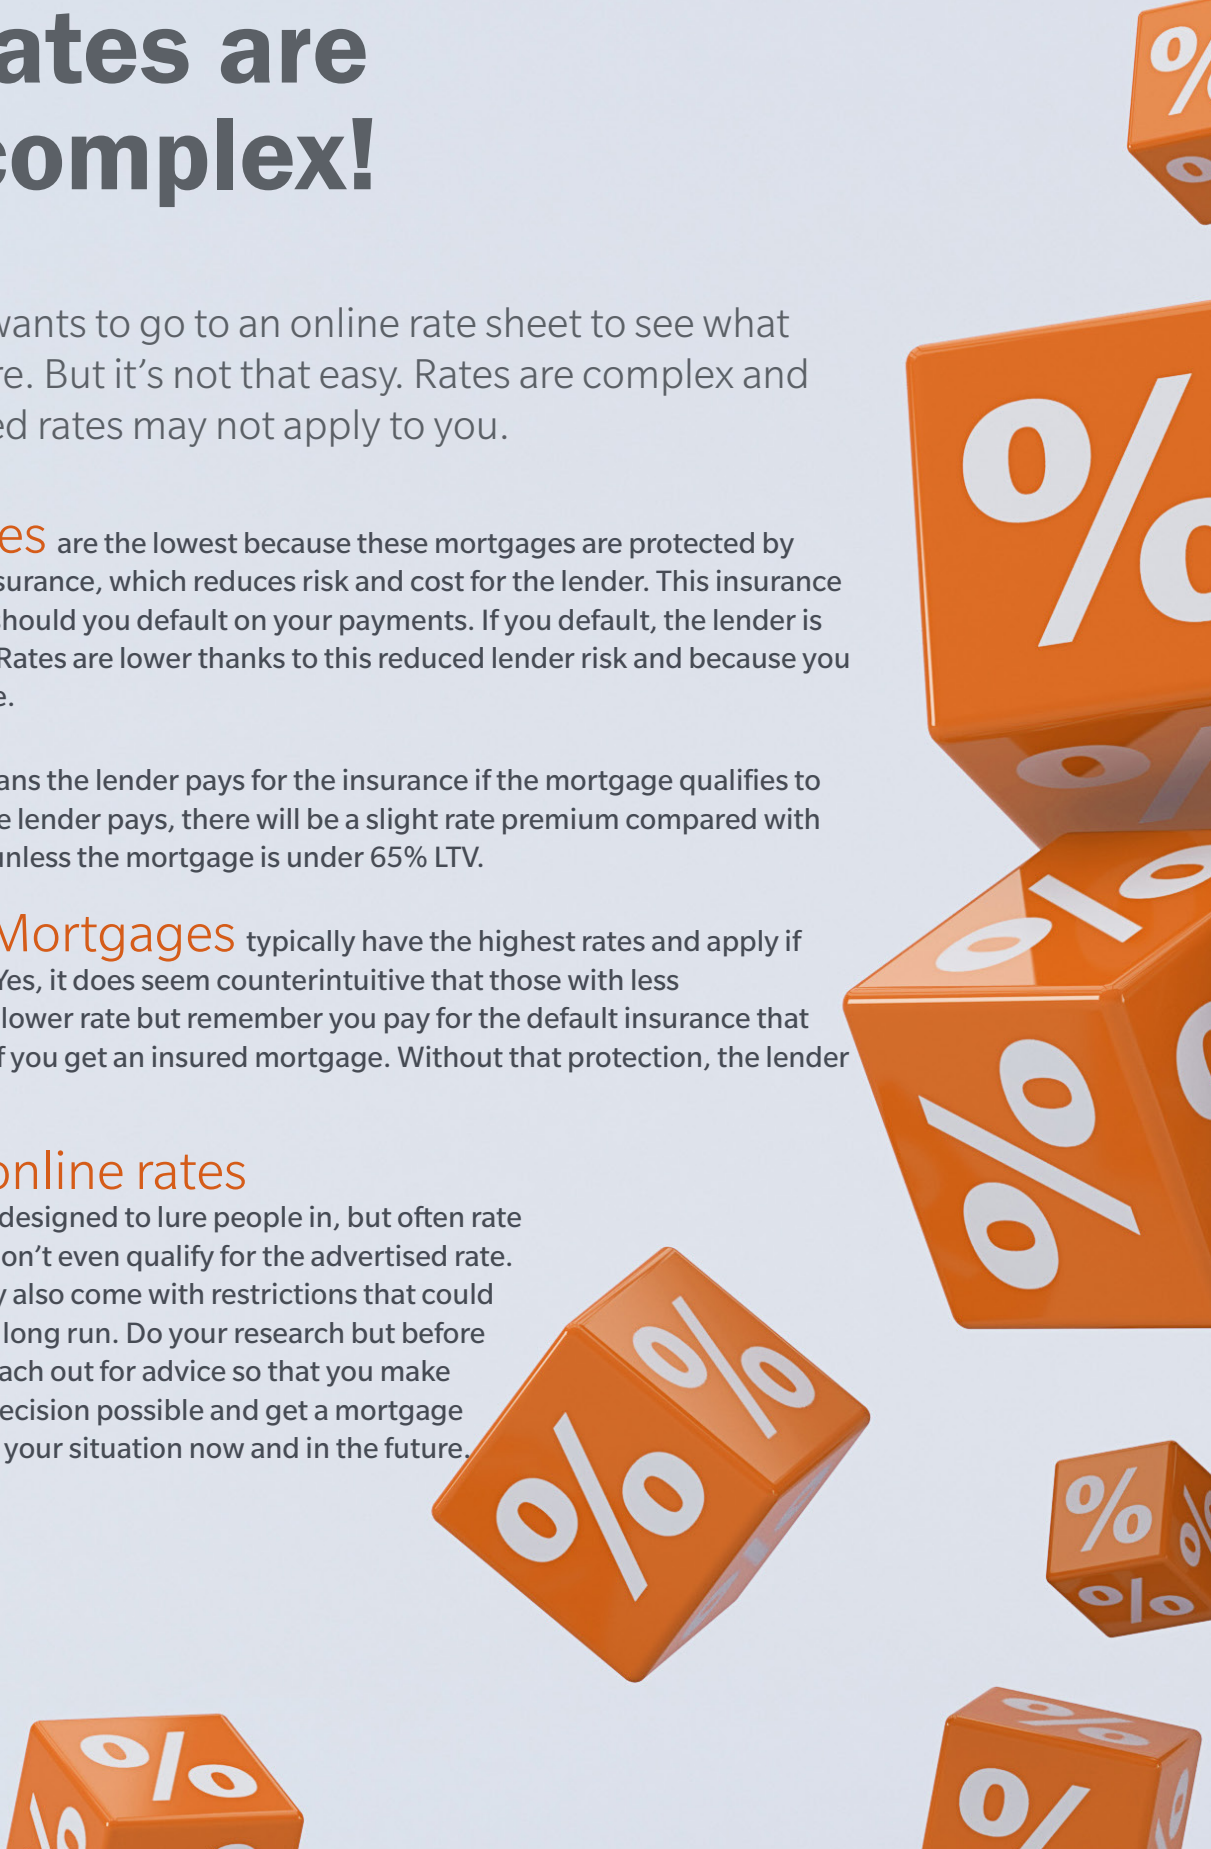 ates are
complex!
wants to go to an online rate sheet to see what
re. But it's not that easy. Rates are complex and
ed rates may not apply to you.
es are the lowest because these mortgages are protected by
surance, which reduces risk and cost for the lender. This insurance
should you default on your payments. If you default, the lender is
Rates are lower thanks to this reduced lender risk and because you
e.
ans the lender pays for the insurance if the mortgage qualifies to
e lender pays, there will be a slight rate premium compared with
unless the mortgage is under 65% LTV.
Mortgages typically have the highest rates and apply if
Yes, it does seem counterintuitive that those with less
lower rate but remember you pay for the default insurance that
f you get an insured mortgage. Without that protection, the lender
online rates
designed to lure people in, but often rate
on't even qualify for the advertised rate.
y also come with restrictions that could
long run. Do your research but before
ach out for advice so that you make
ecision possible and get a mortgage
your situation now and in the future.
%
%
%
%
%
%
%
%
%
%
%
%
%
%